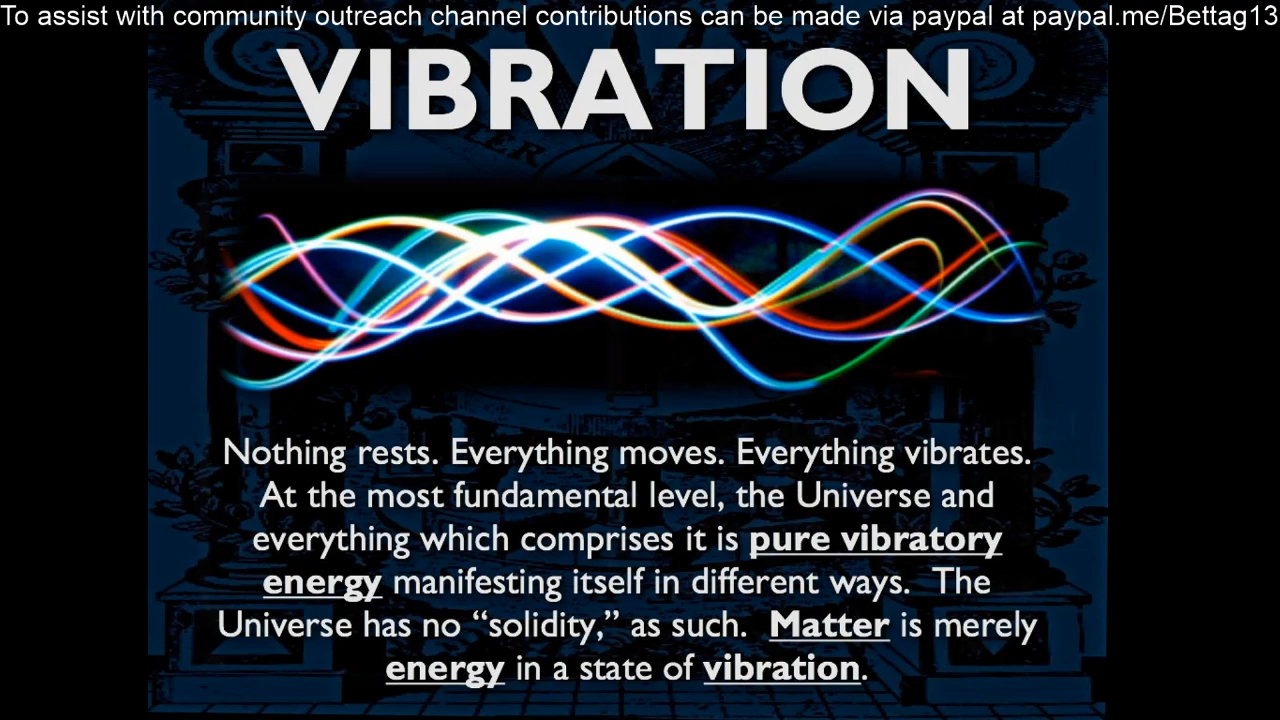 To assist with community outreach channel contributions can be made via paypal at paypal.me/Bettag13
VIBRATION
Nothing rests. Everything moves. Everything vibrates.
At the most fundamental level, the Universe and
everything which comprises it is pure vibratory
energy manifesting itself in different ways.  The
Universe has no “solidity,” as such.  Matter is merely
energy in a state of vibration.